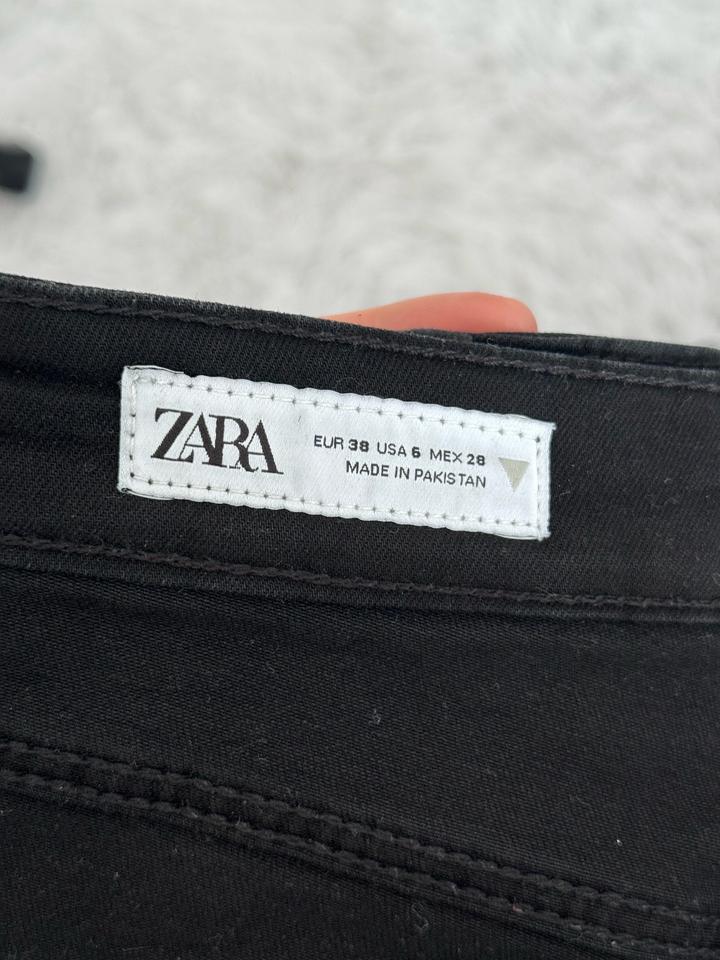 ZARA
EUR 38 USA 6 MEX 28
MADE IN PAKISTAN